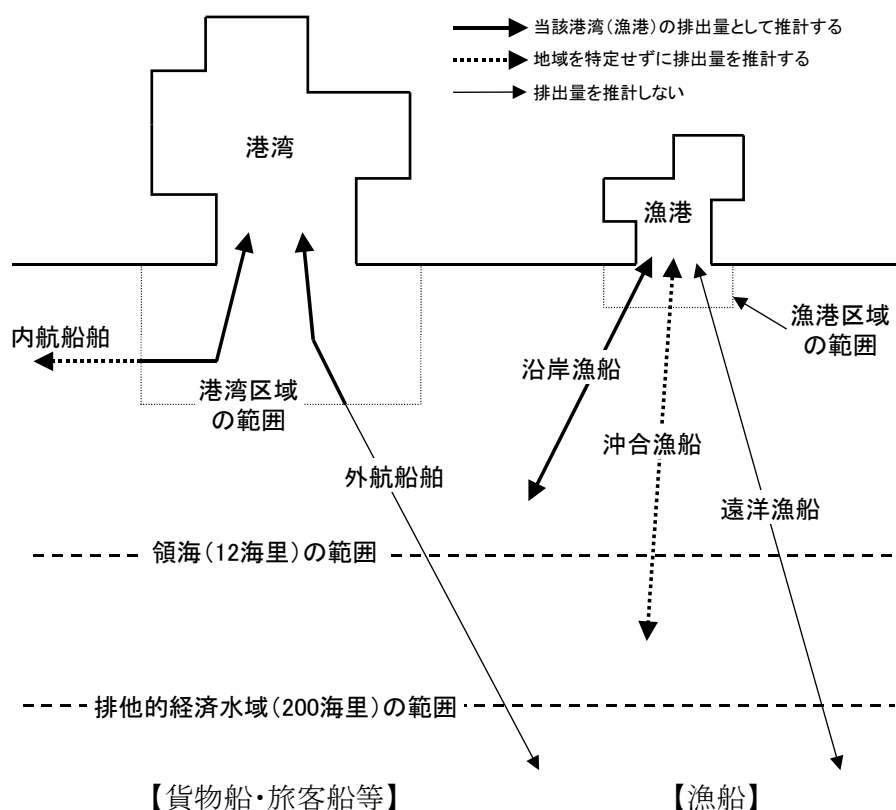 当該港湾(漁港)の排出量として推計する
地域を特定せずに排出量を推計する
排出量を推計しない
港湾
漁港
内航船舶
港湾区域
の範囲
漁港区域
の範囲
沿岸漁船
沖合漁船
外航船舶
遠洋漁船
領海(12海里)の範囲
排他的経済水域(200海里)の範囲
【貨物船・旅客船等】
【漁船】